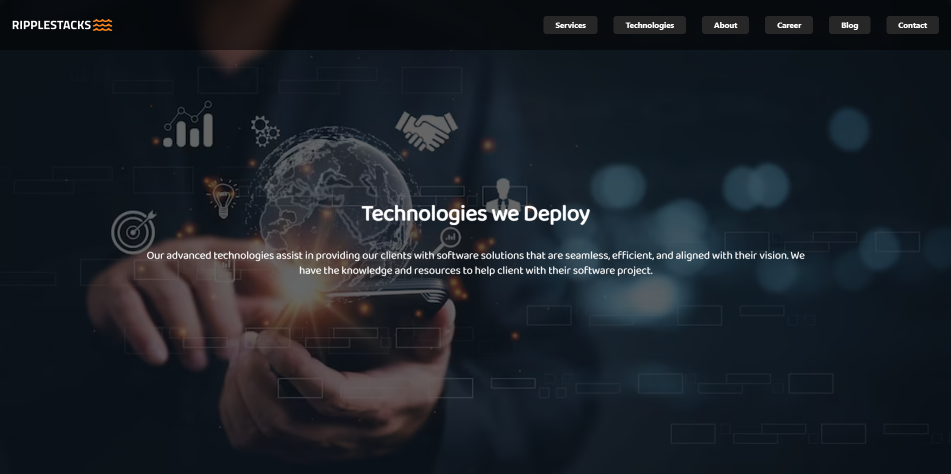 RIPPLESTACKS
Services Technologies About Career Blog Contact
Technologies we Deploy
Our advanced technologies assist in providing our clients with software solutions that are seamless, efficient, and aligned with their vision. We
have the knowledge and resources to help client with their software project.